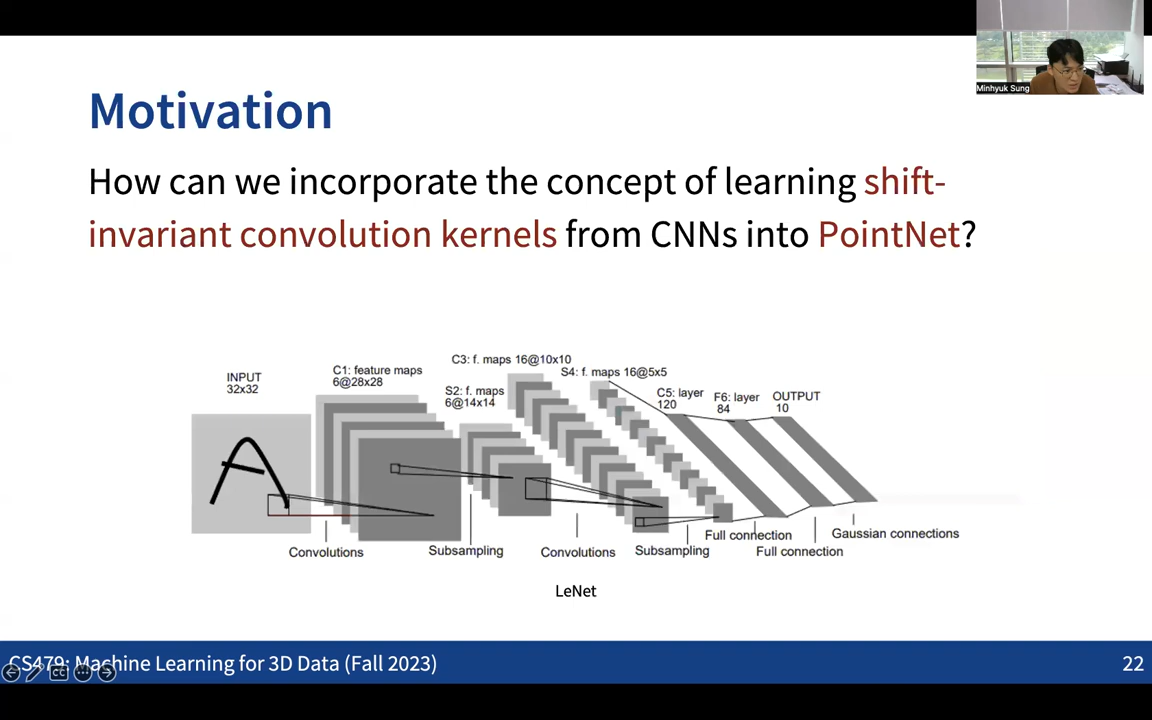 Minhyuk Sung
Motivation
How can we incorporate the concept of learning shift-
invariant convolution kernels from CNNs into PointNet?
INPUT
32x32
C1: feature maps
6@28x28
S2: f. maps
6@14x14
C3: f. maps 16@10x10
S4: f. maps 16@5x5
C5: layer
120
F6: layer
84
OUTPUT
10
Convolutions
Subsampling
Convolutions
Subsampling
Full connection
Full connection
Gaussian connections
LeNet
CS479: Machine Learning for 3D Data (Fall 2023)
22